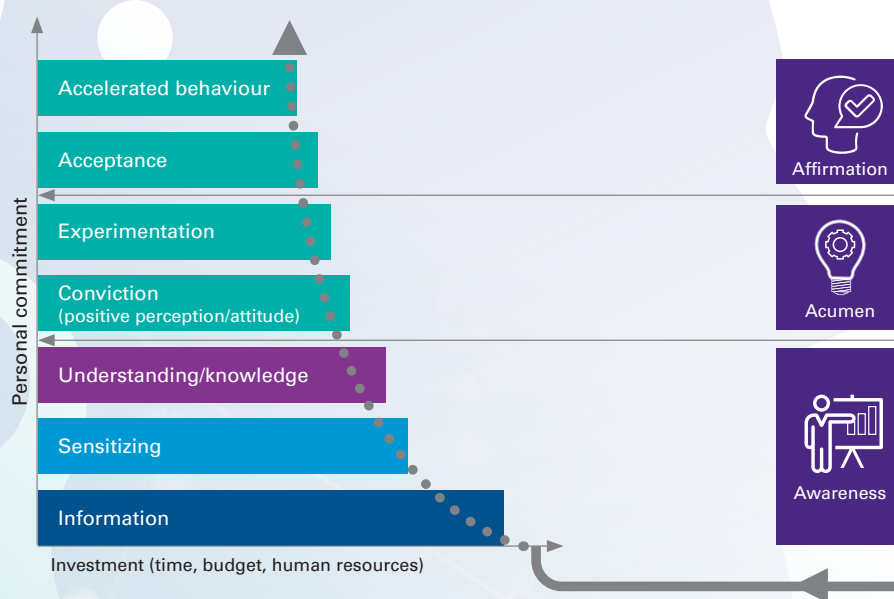 Personal commitment
Accelerated behaviour
Acceptance
Experimentation
Conviction
(positive perception/attitude)
Understanding/knowledge
Sensitizing
Information
Investment (time, budget, human resources)
Affirmation
Acumen
Awareness